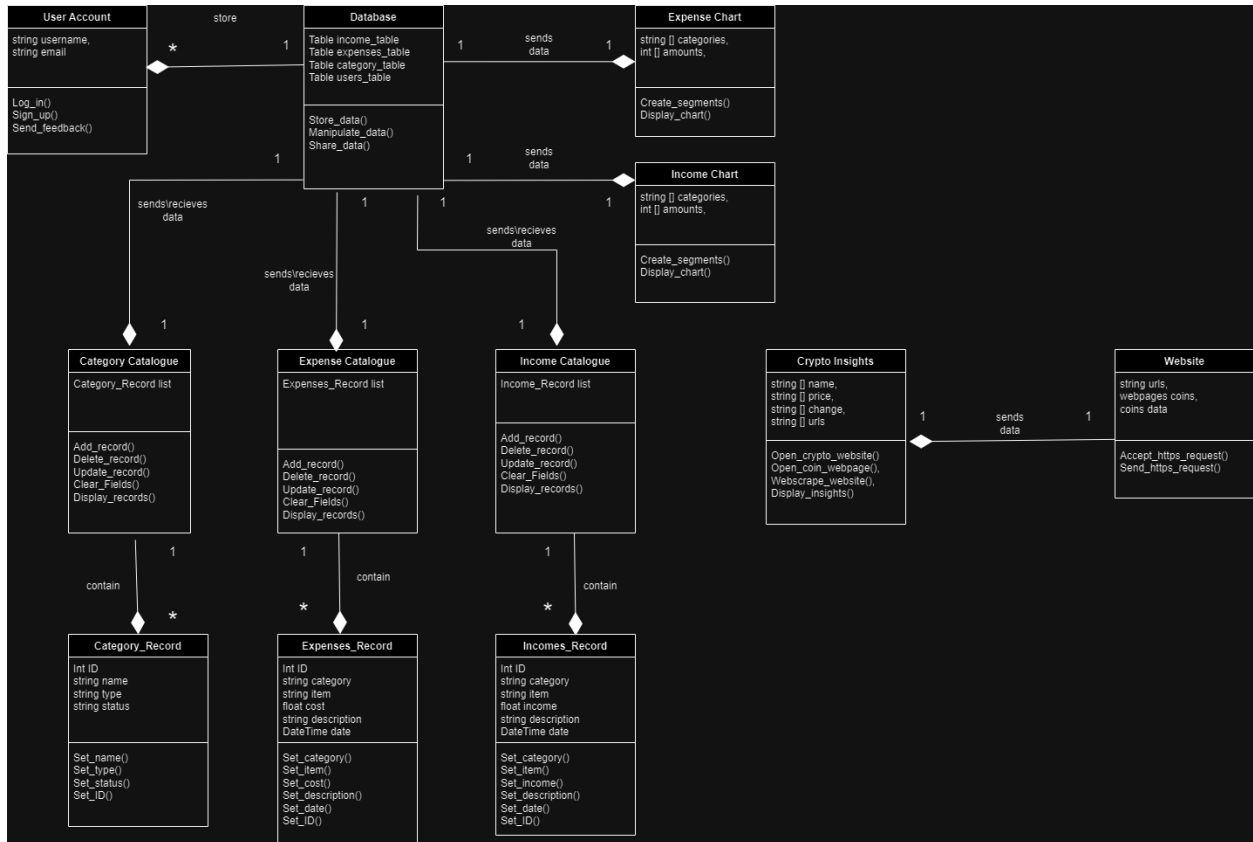 User Account
string username,
string email
Log_in()
Sign_up()
Send_feedback()
store
*
1
Database
Table income_table
Table expenses_table
Table category_table
Table users_table
Store_data()
Manipulate_data()
Share_data()
1
sends
data
1
Expense Chart
string [] categories,
int [] amounts,
Create_segments()
Display_chart()
1
sends
data
1
Income Chart
string [] categories,
int [] amounts,
Create_segments()
Display_chart()
1
sends\recieves
data
1
1
sends\recieves
data
1
1
sends\recieves
data
1
Category Catalogue
Category_Record list
Add_record()
Delete_record()
Update_record()
Clear_Fields()
Display_records()
Expense Catalogue
Expenses_Record list
Add_record()
Delete_record()
Update_record()
Clear_Fields()
Display_records()
Income Catalogue
Income_Record list
Add_record()
Delete_record()
Update_record()
Clear_Fields()
Display_records()
Crypto Insights
string [] name,
string [] price,
string [] change,
string [] urls
Open_crypto_website()
Open_coin_webpage(),
Webscrape_website(),
Display_insights()
1
sends
data
1
Website
string urls,
webpages coins,
coins data
Accept_https_request()
Send_https_request()
1
contain
*
1
contain
*
1
contain
*
Category_Record
Int ID
string name
string type
string status
Set_name()
Set_type()
Set_status()
Set_ID()
Expenses_Record
Int ID
string category
string item
float cost
string description
DateTime date
Set_category()
Set_item()
Set_cost()
Set_description()
Set_date()
Set_ID()
Incomes_Record
Int ID
string category
string item
float income
string description
DateTime date
Set_category()
Set_item()
Set_income()
Set_description()
Set_date()
Set_ID()